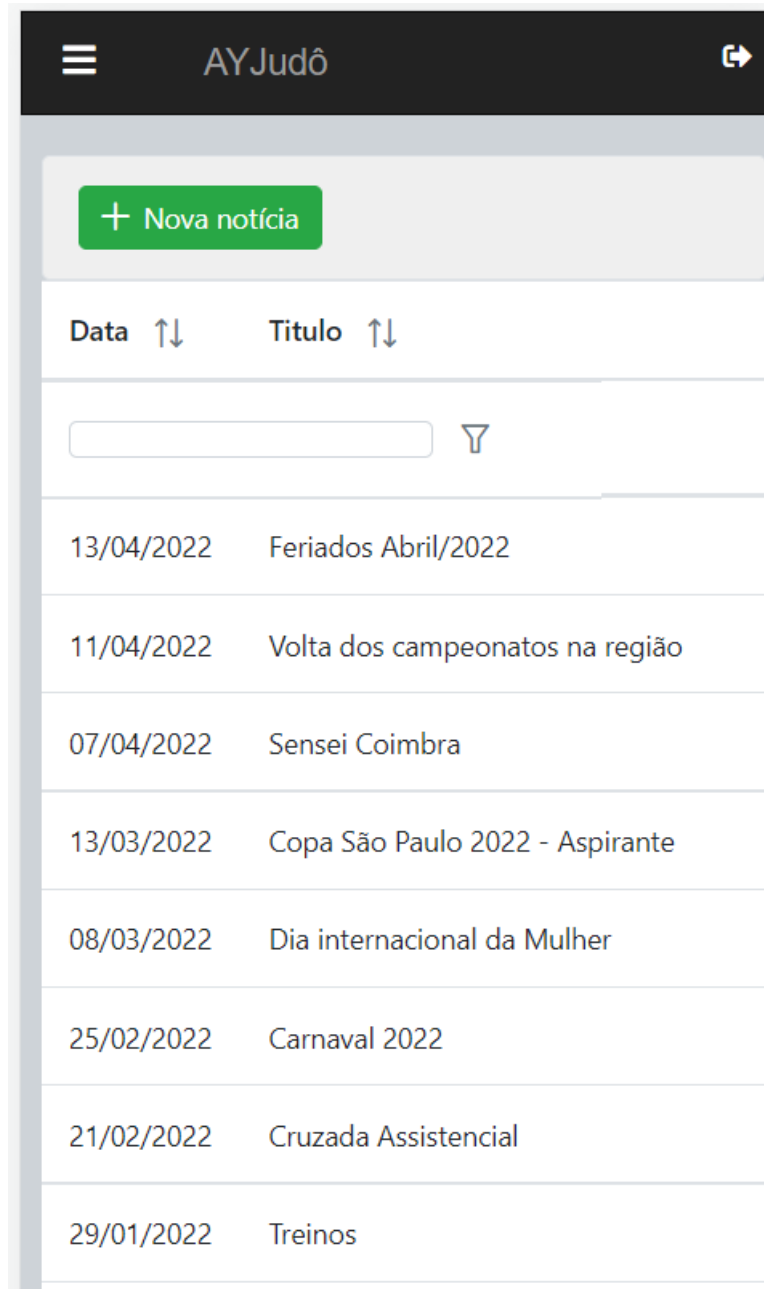 AYJudô
Nova notícia
Data Titulo
13/04/2022 Feriados Abril/2022
11/04/2022 Volta dos campeonatos na região
07/04/2022 Sensei Coimbra
13/03/2022 Copa São Paulo 2022 - Aspirante
08/03/2022 Dia internacional da Mulher
25/02/2022 Carnaval 2022
21/02/2022 Cruzada Assistencial
29/01/2022 Treinos